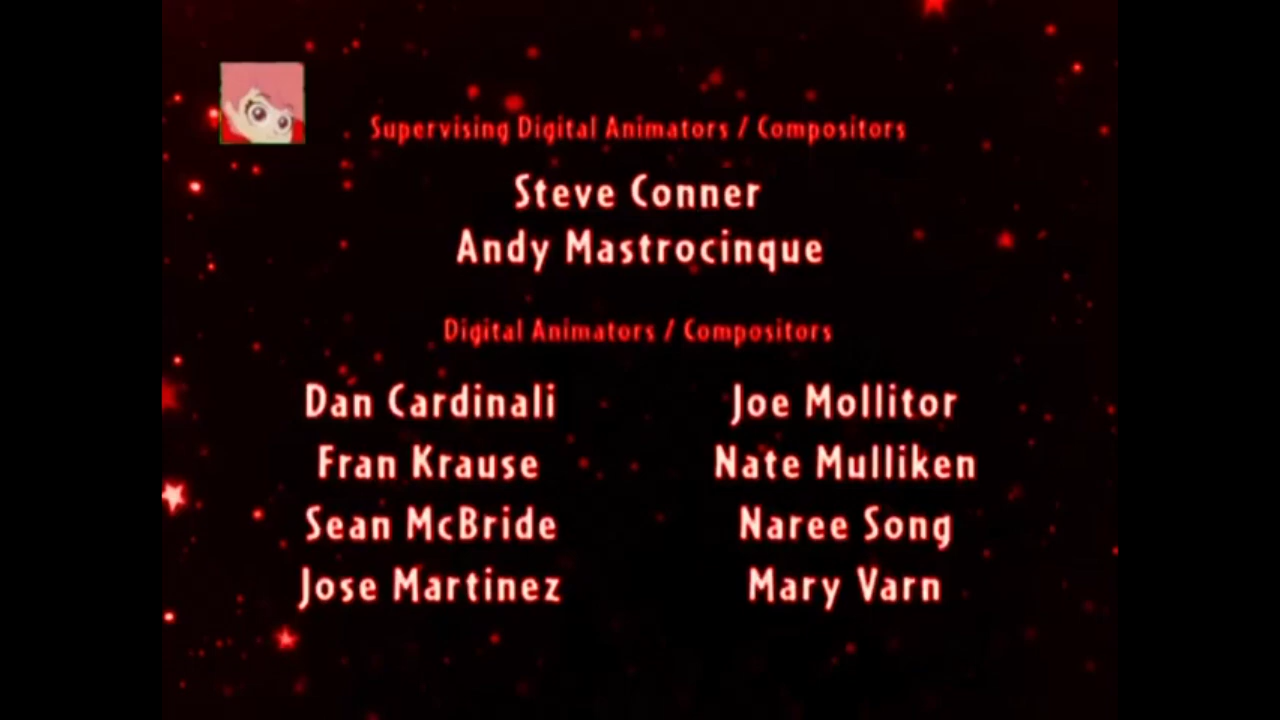 Supervising Digital Animators / Compositors
Steve Conner
Andy Mastrocinque
Digital Animators / Compositors
Dan Cardinali
Joe Mollitor
Fran Krause
Nate Mulliken
Sean McBride
Naree Song
Jose Martinez
Mary Varn